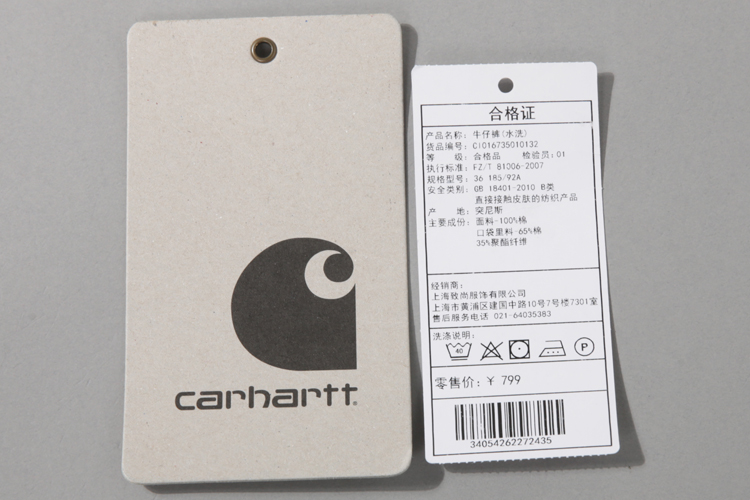 carhartt
合格证
产品名称: 牛仔裤(水洗)
货品编号: CI016735010132
等 级: 合格品 检验员:01
执行标准: FZ/T 81006-2007
规格型号: 36 185/92A
安全类别: GB 18401-2010 B类
直接接触皮肤的纺织产品
产 地: 突尼斯
主要成份: 面料-100%棉
口袋里料-65%棉
35%聚酯纤维
经销商:
上海致尚服饰有限公司
上海市黄浦区建国中路10号7号楼7301室
售后服务电话 021-64035383
洗涤说明:
40
P
零售价: ¥ 799
34054262272435